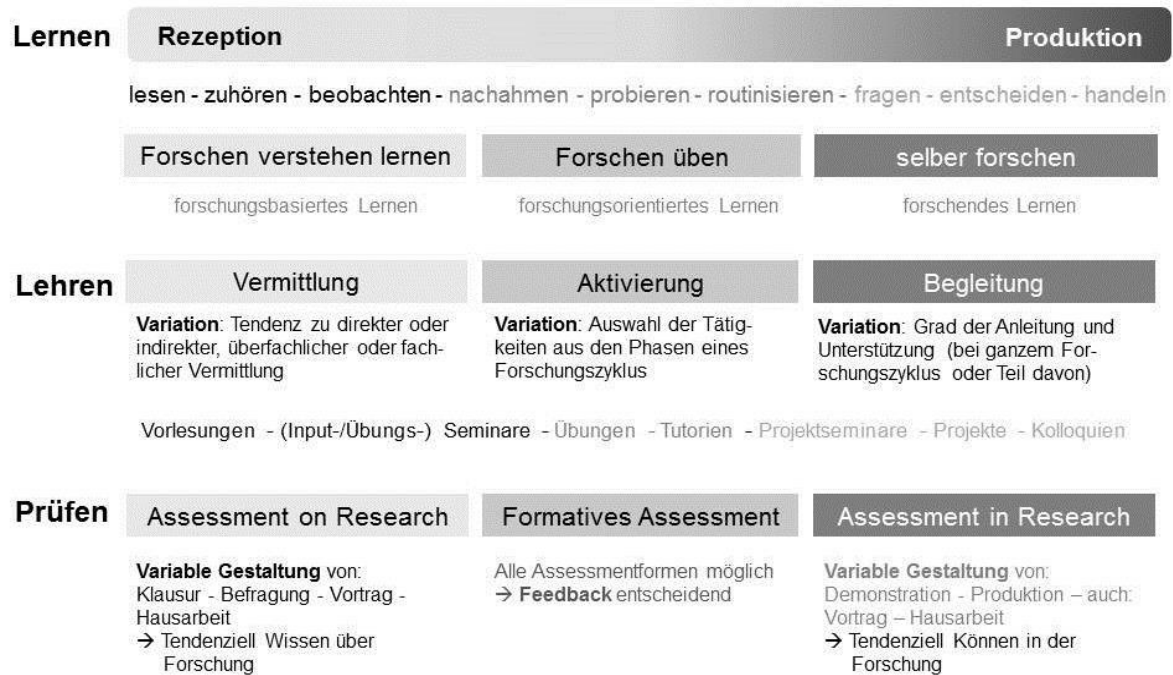 Lernen Rezeption Produktion
lesen - zuhören - beobachten - nachahmen - probieren - routinisieren - fragen - entscheiden - handeln
Forschen verstehen lernen Forschen üben selber forschen
forschungsbasiertes Lernen forschungsorientiertes Lernen forschendes Lernen
Lehren Vermittlung Aktivierung Begleitung
Variation: Tendenz zu direkter oder
indirekter, überfachlicher oder fach-
licher Vermittlung
Variation: Auswahl der Tätig-
keiten aus den Phasen eines
Forschungszyklus
Variation: Grad der Anleitung und
Unterstützung (bei ganzem For-
schungszyklus oder Teil davon)
Vorlesungen - (Input-/Übungs-) Seminare - Übungen - Tutorien - Projektseminare - Projekte - Kolloquien
Prüfen Assessment on Research Formatives Assessment Assessment in Research
Variable Gestaltung von:
Klausur - Befragung - Vortrag -
Hausarbeit
→ Tendenziell Wissen über
Forschung
Alle Assessmentformen möglich
→ Feedback entscheidend
Variable Gestaltung von:
Demonstration - Produktion – auch:
Vortrag – Hausarbeit
→ Tendenziell Können in der
Forschung